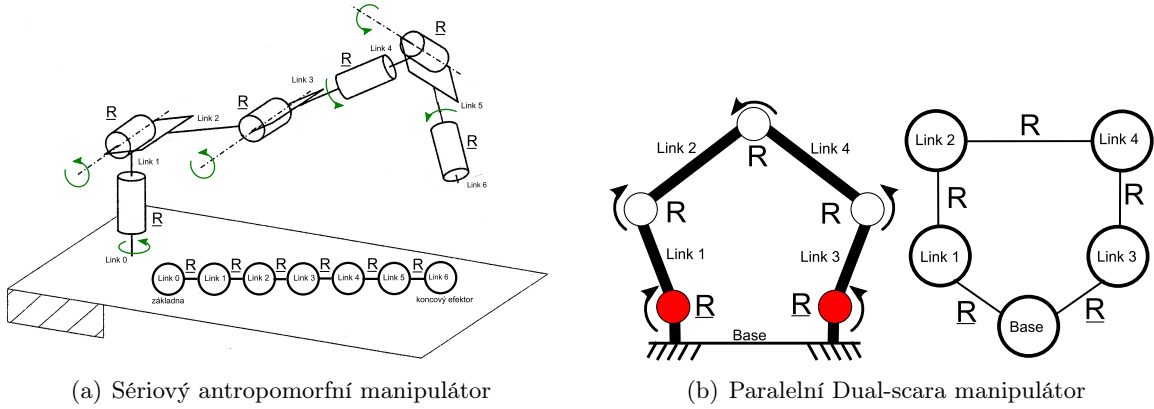 Link 4
R
R
Link 3
R
R
Link 2
Link 5
R
Link 1
Link 6
R
Link 0
R R R R R R
Link 0 Link 1 Link 2 Link 3 Link 4 Link 5 Link 6
základna koncový efektor
(a) Sériový antropomorfní manipulátor
R
Link 2 Link 4
R R
Link 1 Link 3
R R
Base
Link 2 R Link 4
R R
Link 1 Link 3
R R
Base
(b) Paralelní Dual-scara manipulátor